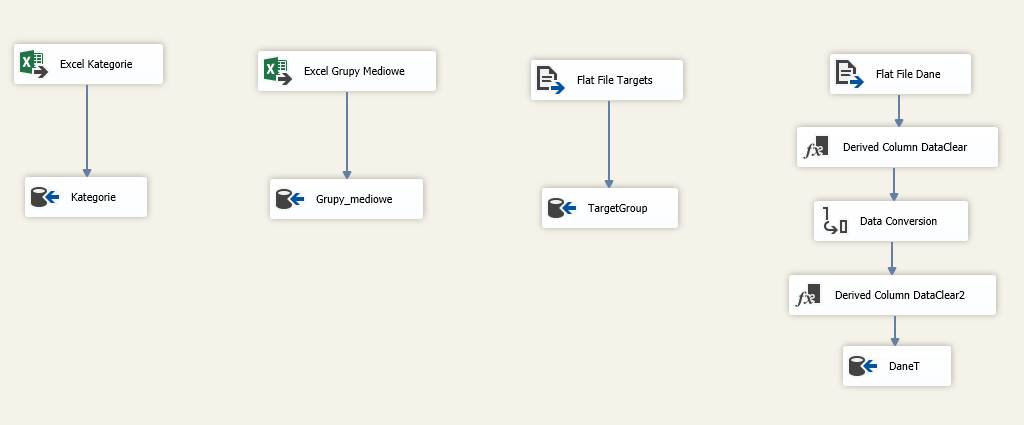 Excel Kategorie
Kategorie
Excel Grupy Mediowe
Grupy_mediowe
Flat File Targets
TargetGroup
Flat File Dane
Derived Column DataClear
Data Conversion
Derived Column DataClear2
DaneT